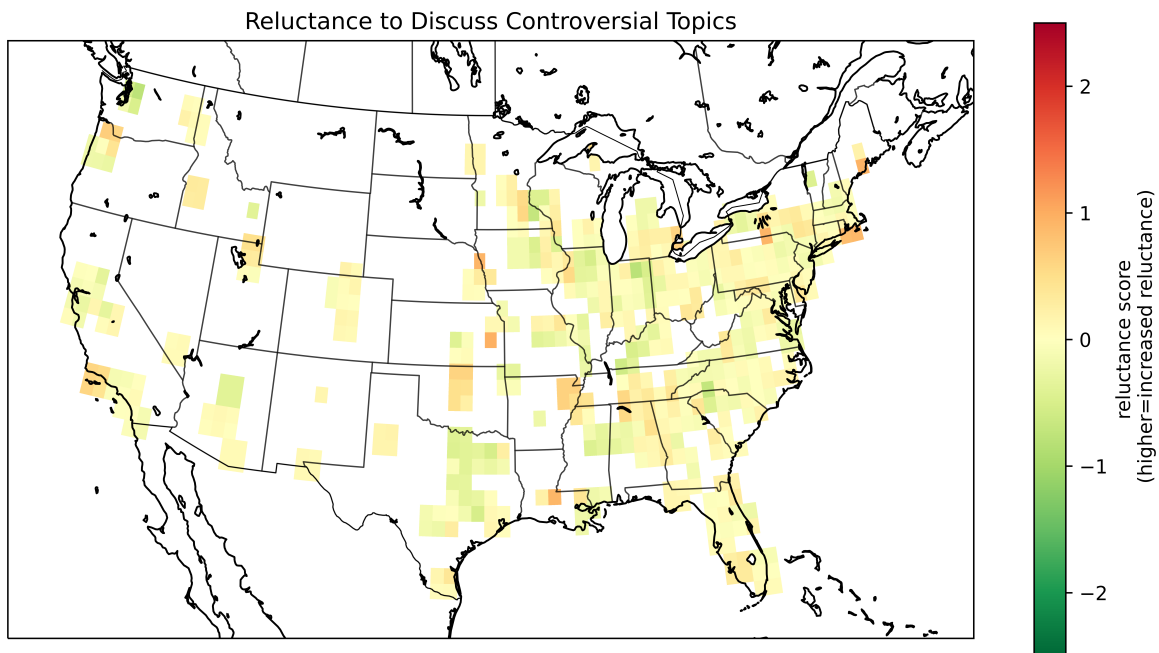 Reluctance to Discuss Controversial Topics
2
1
0
−1
−2
reluctance score
(higher=increased reluctance)